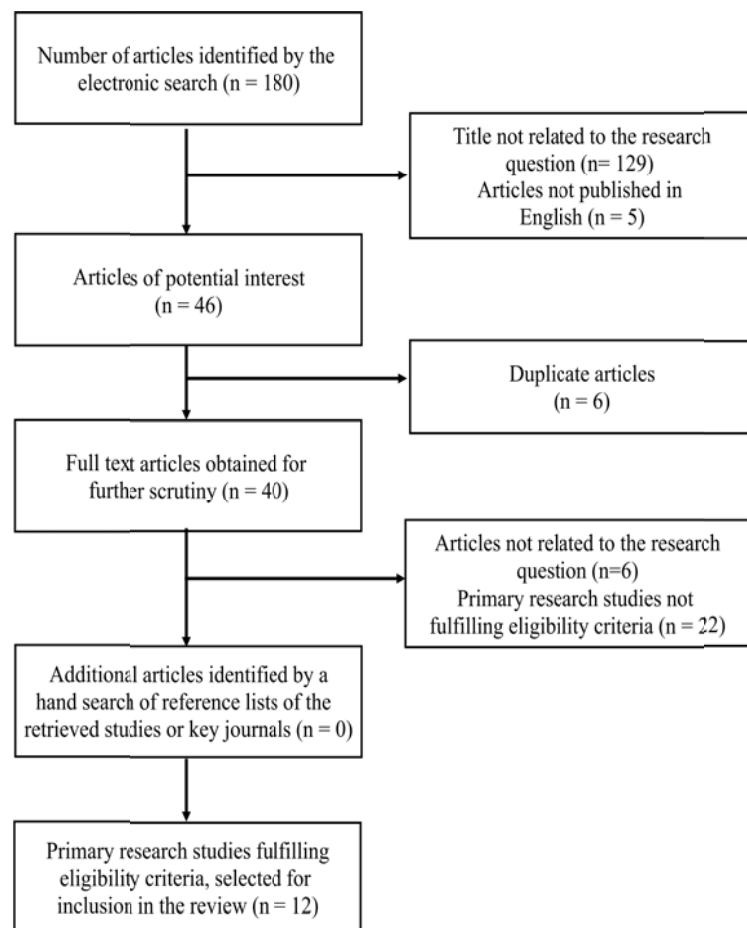 Number of articles identified by the
electronic search (n = 180)
Title not related to the research
question (n= 129)
Articles not published in
English (n = 5)
Articles of potential interest
(n = 46)
Duplicate articles
(n = 6)
Full text articles obtained for
further scrutiny (n = 40)
Articles not related to the research
question (n=6)
Primary research studies not
fulfilling eligibility criteria (n = 22)
Additional articles identified by a
hand search of reference lists of the
retrieved studies or key journals (n = 0)
Primary research studies fulfilling
eligibility criteria, selected for
inclusion in the review (n = 12)